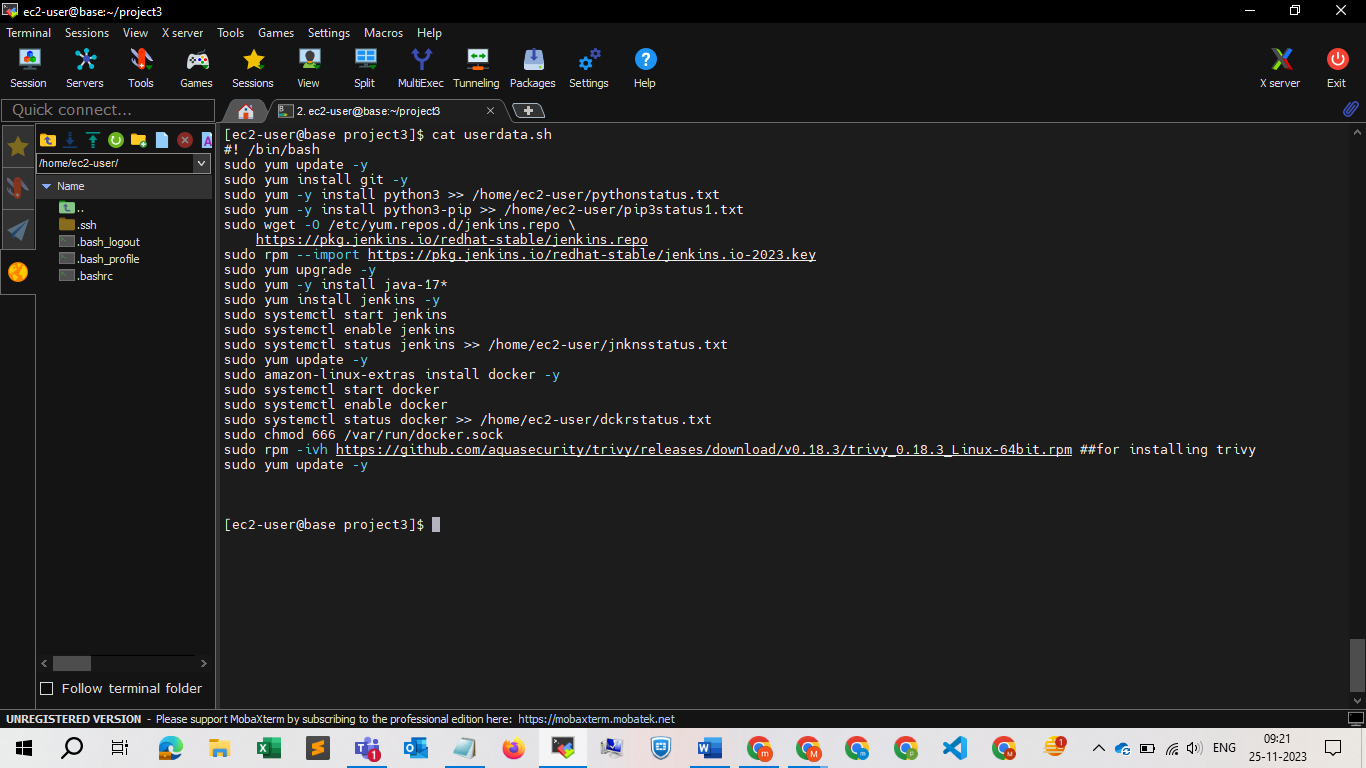 ec2-user@base:~/project3
Terminal Sessions View X server Tools Games Settings Macros Help
Session Servers Tools Games Sessions View Split MultiExec Tunneling Packages Settings Help X server Exit
Quick connect...
2. ec2-user@base:~/project3
/home/ec2-user/
Name
..
.ssh
.bash_logout
.bash_profile
.bashrc
[ec2-user@base project3]$ cat userdata.sh
#! /bin/bash
sudo yum update -y
sudo yum install git -y
sudo yum -y install python3 >> /home/ec2-user/pythonstatus.txt
sudo yum -y install python3-pip >> /home/ec2-user/pip3status1.txt
sudo wget -O /etc/yum.repos.d/jenkins.repo \
    https://pkg.jenkins.io/redhat-stable/jenkins.repo
sudo rpm --import https://pkg.jenkins.io/redhat-stable/jenkins.io-2023.key
sudo yum upgrade -y
sudo yum -y install java-17*
sudo yum install jenkins -y
sudo systemctl start jenkins
sudo systemctl enable jenkins
sudo systemctl status jenkins >> /home/ec2-user/jnknsstatus.txt
sudo yum update -y
sudo amazon-linux-extras install docker -y
sudo systemctl start docker
sudo systemctl enable docker
sudo systemctl status docker >> /home/ec2-user/dckrstatus.txt
sudo chmod 666 /var/run/docker.sock
sudo rpm -ivh https://github.com/aquasecurity/trivy/releases/download/v0.18.3/trivy_0.18.3_Linux-64bit.rpm ##for installing trivy
sudo yum update -y
[ec2-user@base project3]$
Follow terminal folder
UNREGISTERED VERSION - Please support MobaXterm by subscribing to the professional edition here: https://mobaxterm.mobatek.net
ENG
09:21
25-11-2023